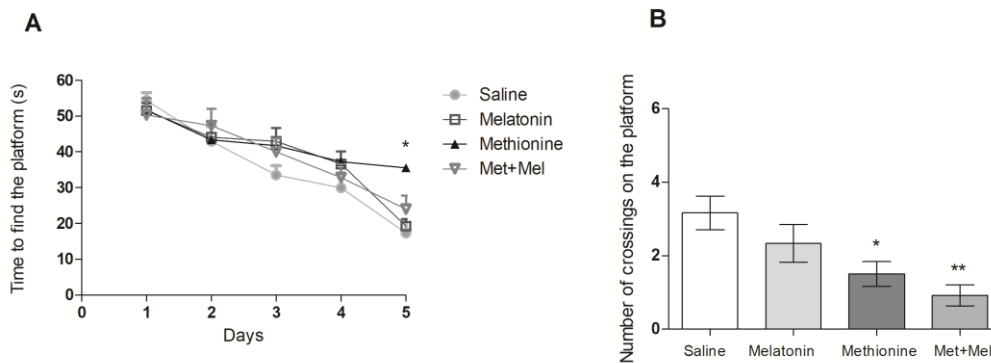 A
Time to find the platform (s)
60
50
40
30
20
10
0
0 1 2 3 4 5
Days
*
Saline
Melatonin
Methionine
Met+Mel
B
Number of crossings on the platform
6
4
2
0
*
**
Saline Melatonin Methionine Met+Mel